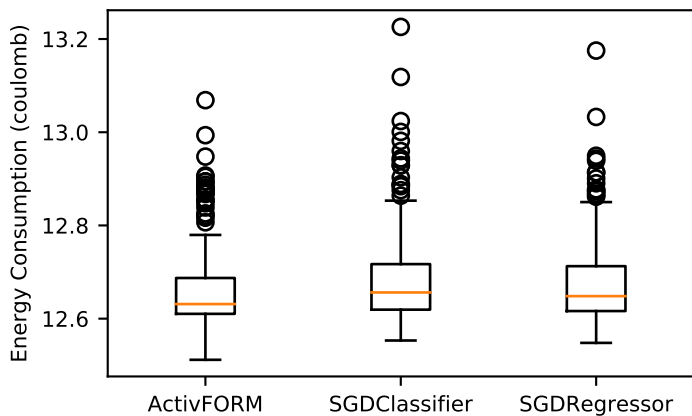 Energy Consumption (coulomb)
13.2
13.0
12.8
12.6
ActivFORM SGDClassifier SGDRegressor